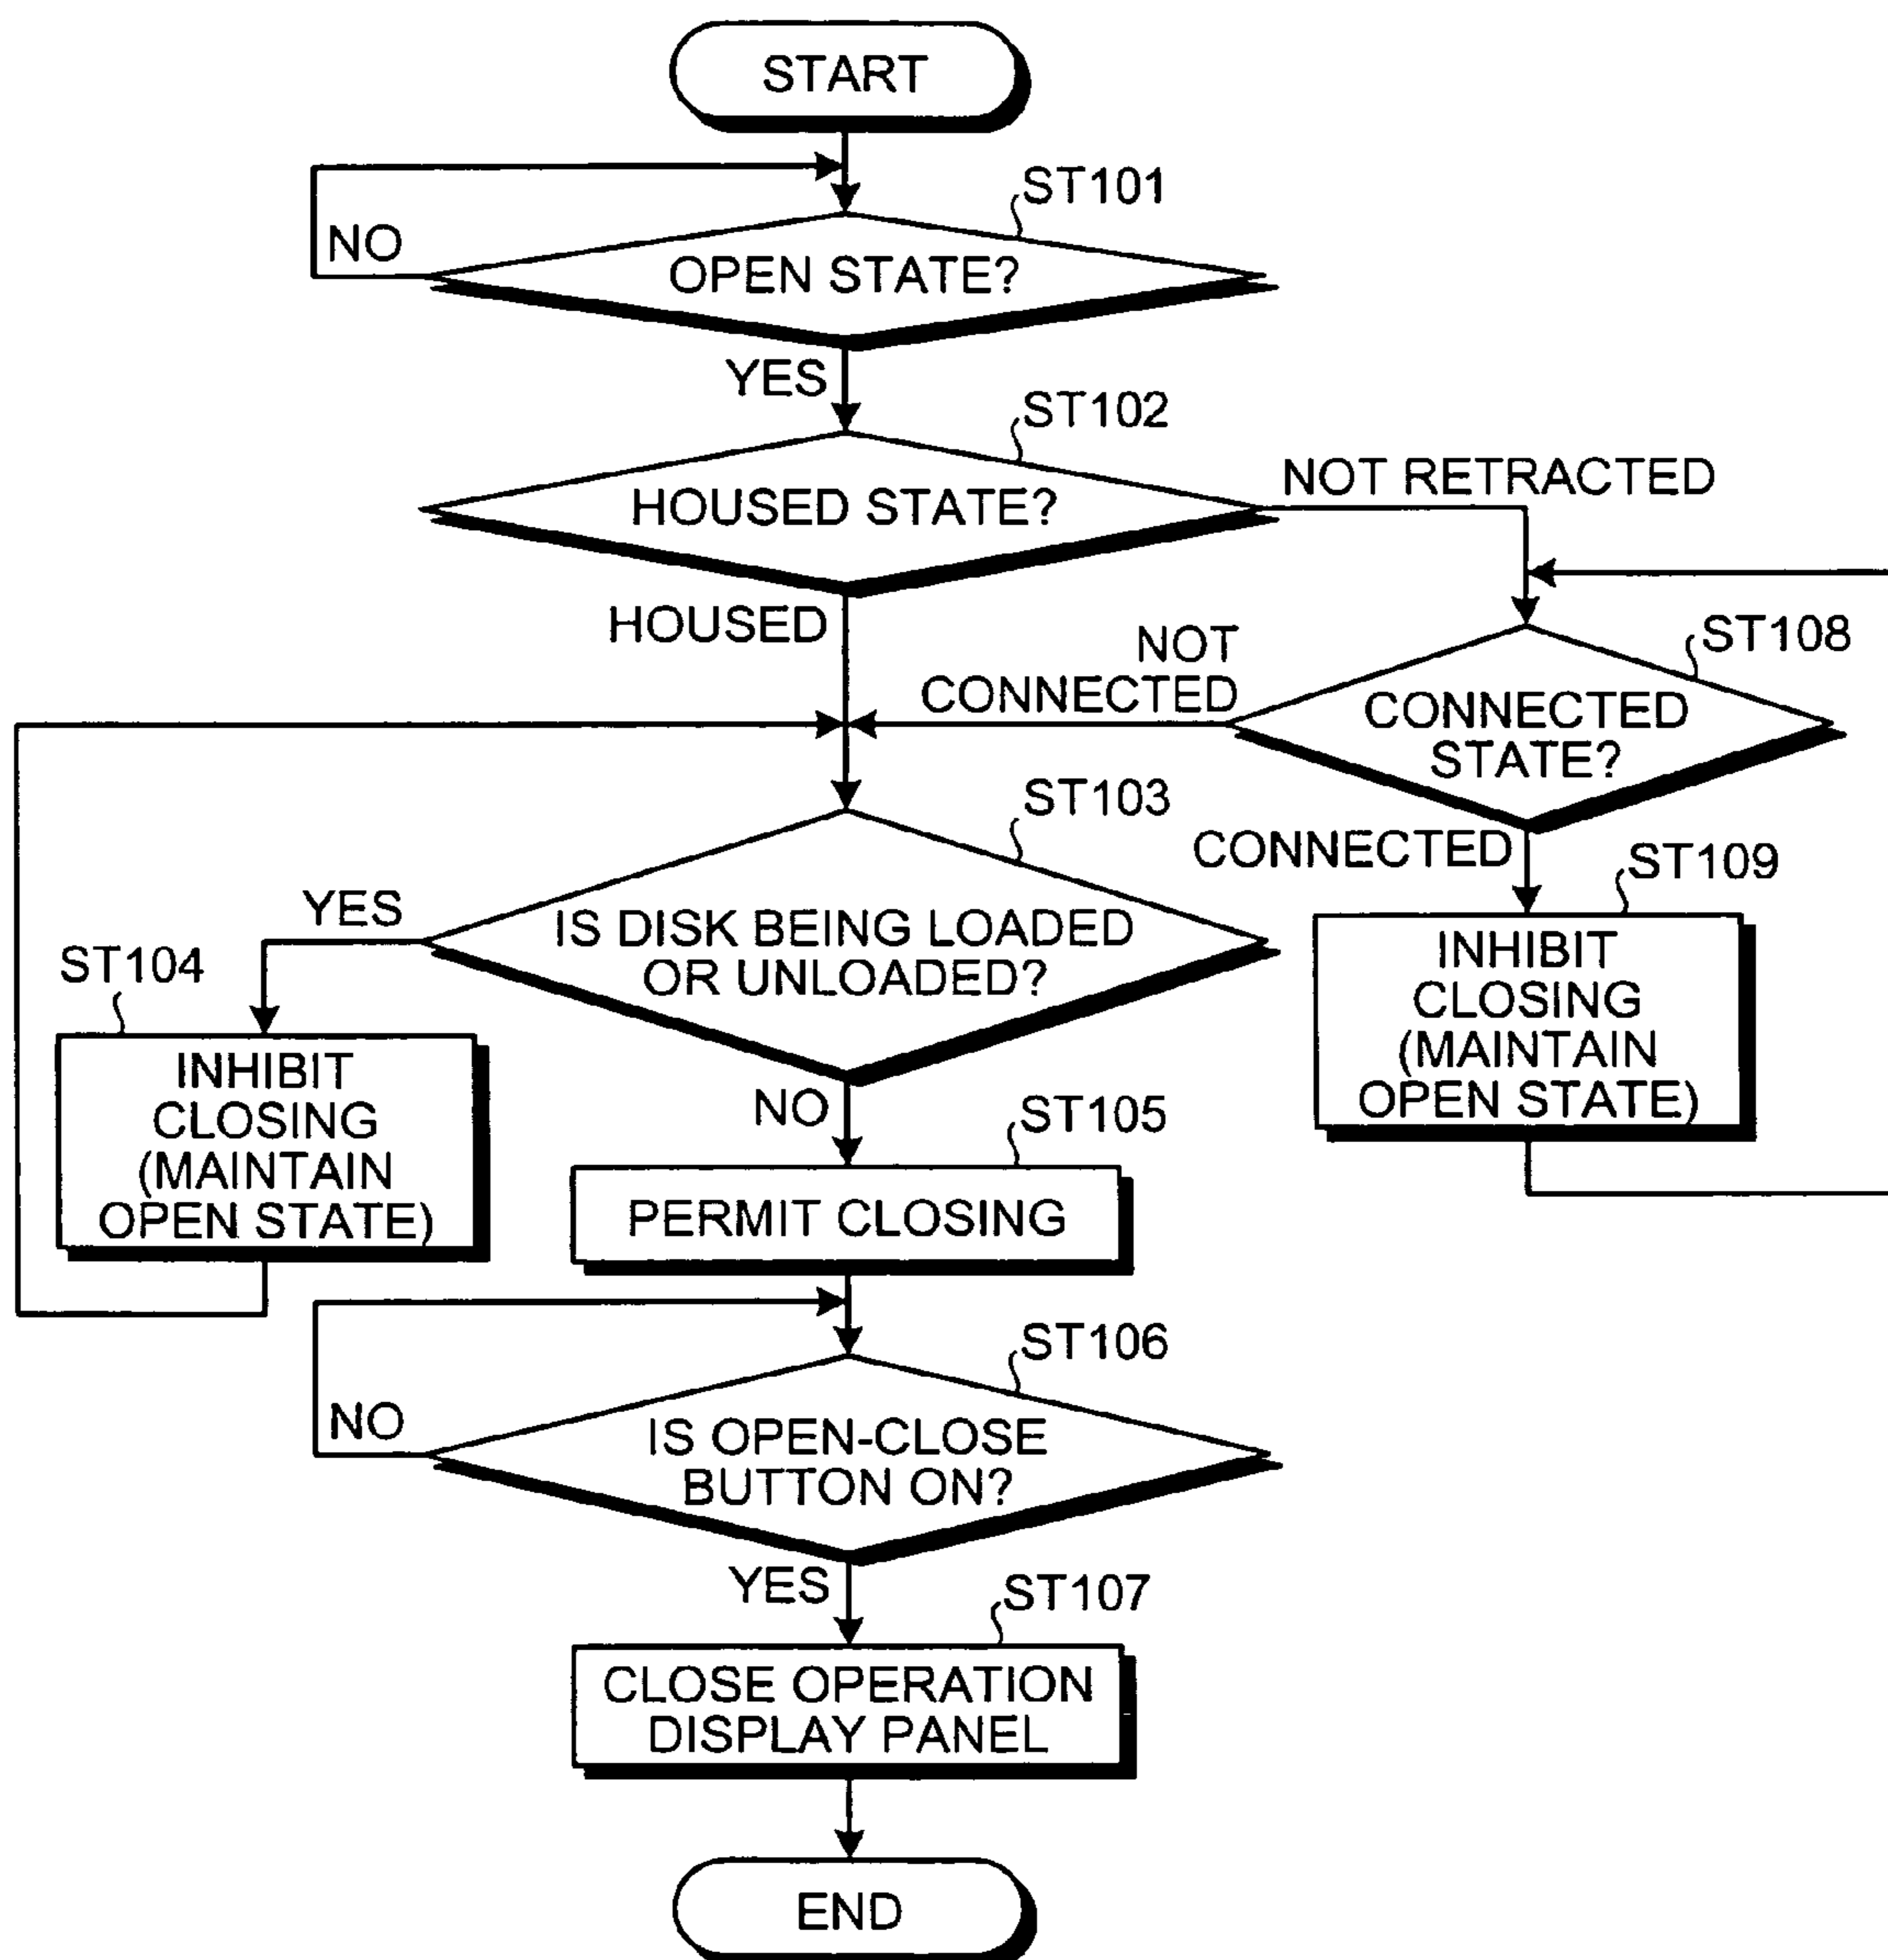 START
ST101
NO
OPEN STATE?
YES
ST102
HOUSED STATE?
NOT RETRACTED
HOUSED
NOT
CONNECTED
ST108
CONNECTED
STATE?
ST103
CONNECTED
ST109
YES
IS DISK BEING LOADED
OR UNLOADED?
INHIBIT
CLOSING
(MAINTAIN
OPEN STATE)
ST104
INHIBIT
CLOSING
(MAINTAIN
OPEN STATE)
NO
ST105
PERMIT CLOSING
ST106
NO
IS OPEN-CLOSE
BUTTON ON?
YES
ST107
CLOSE OPERATION
DISPLAY PANEL
END